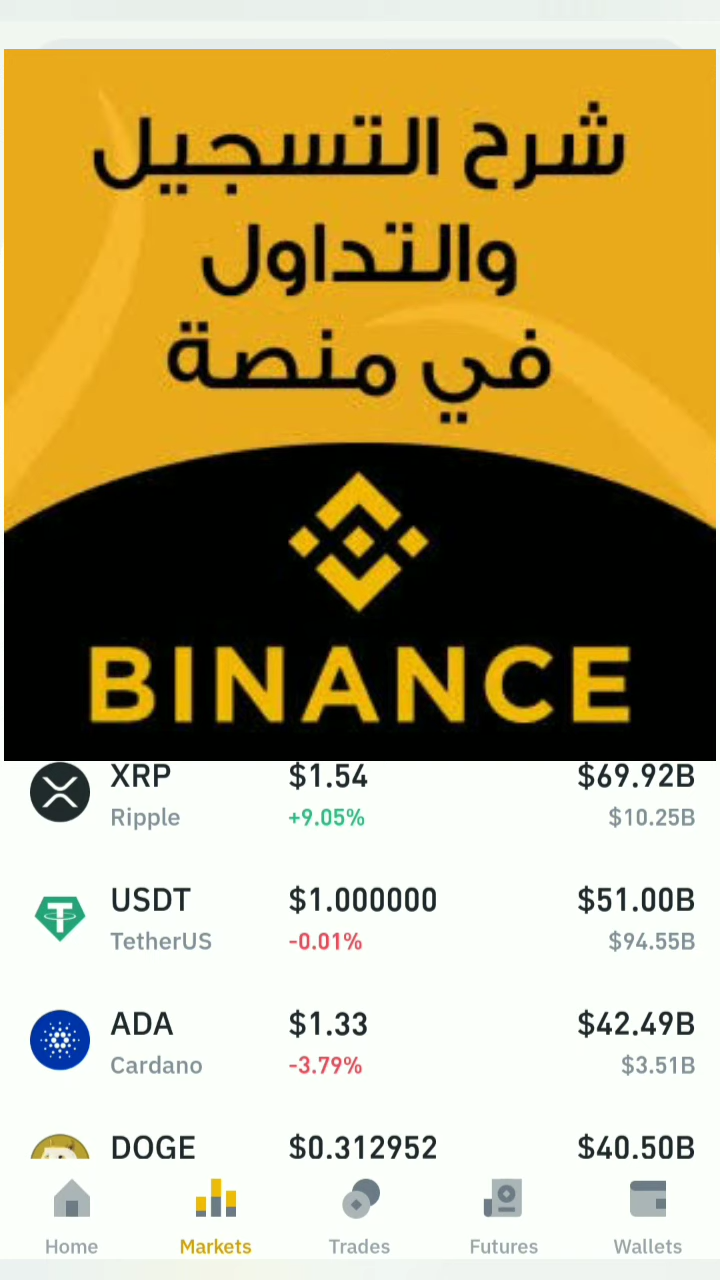 شرح التسجيل
والتداول
في منصة
BINANCE
XRP $1.54 $69.92B
Ripple +9.05% $10.25B
USDT $1.000000 $51.00B
TetherUS -0.01% $94.55B
ADA $1.33 $42.49B
Cardano -3.79% $3.51B
DOGE $0.312952 $40.50B
Home Markets Trades Futures Wallets